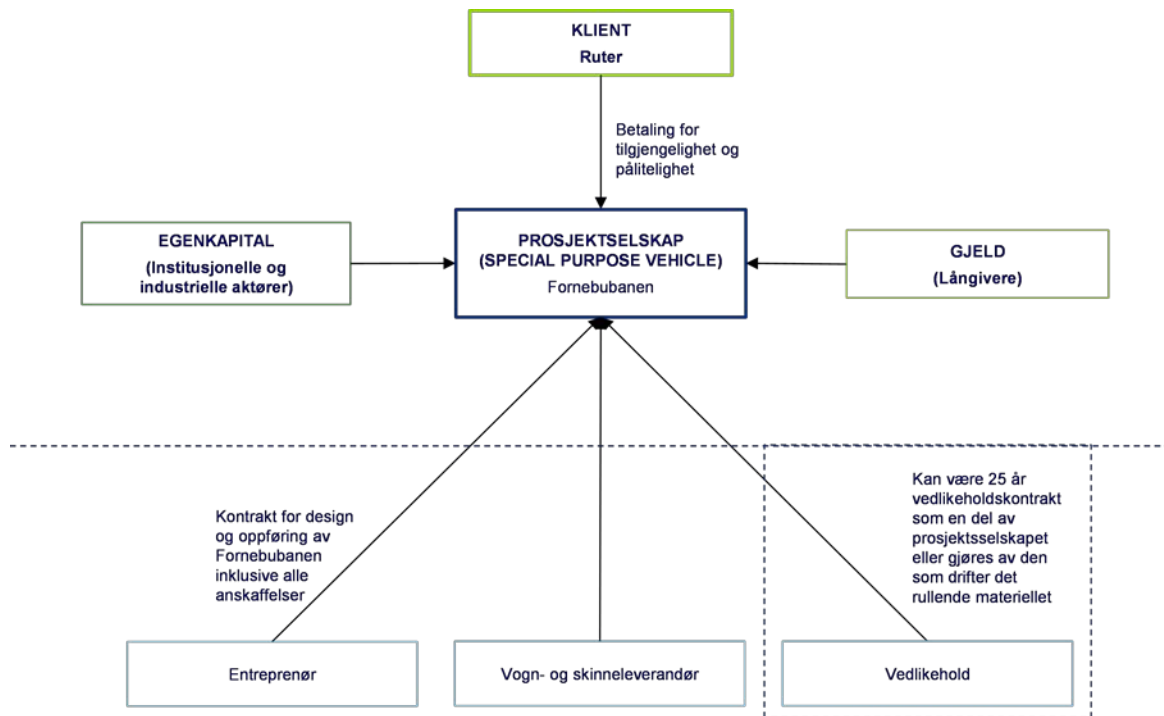 KLIENT
Ruter
Betaling for
tilgjengelighet og
pålitelighet
EGENKAPITAL
(Institusjonelle og
industrielle aktører)
PROSJEKTSELSKAP
(SPECIAL PURPOSE VEHICLE)
Fornebubanen
GJELD
(Långivere)
Kontrakt for design
og oppføring av
Fornebubanen
inklusive alle
anskaffelser
Kan være 25 år
vedlikeholdskontrakt
som en del av
prosjektsselskapet
eller gjøres av den
som drifter det
rullende materiellet
Entreprenør
Vogn- og skinneleverandør
Vedlikehold